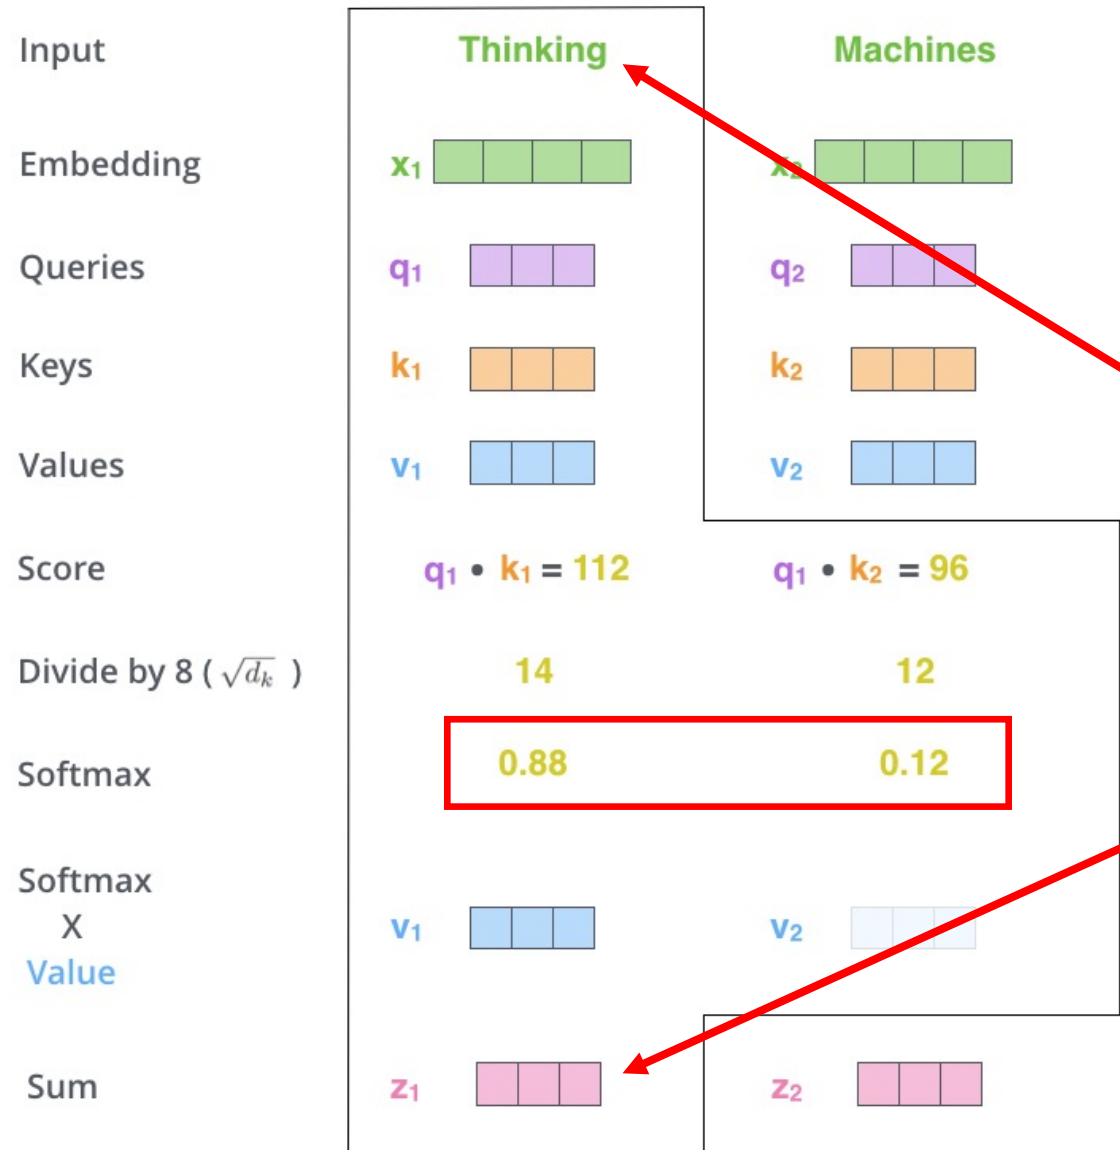 Input Thinking Machines
Embedding x₁ x₂
Queries q₁ q₂
Keys k₁ k₂
Values v₁ v₂
Score q₁ • k₁ = 112 q₁ • k₂ = 96
Divide by 8 ( √dₖ ) 14 12
Softmax 0.88 0.12
Softmax
X
Value
v₁ v₂
Sum z₁ z₂